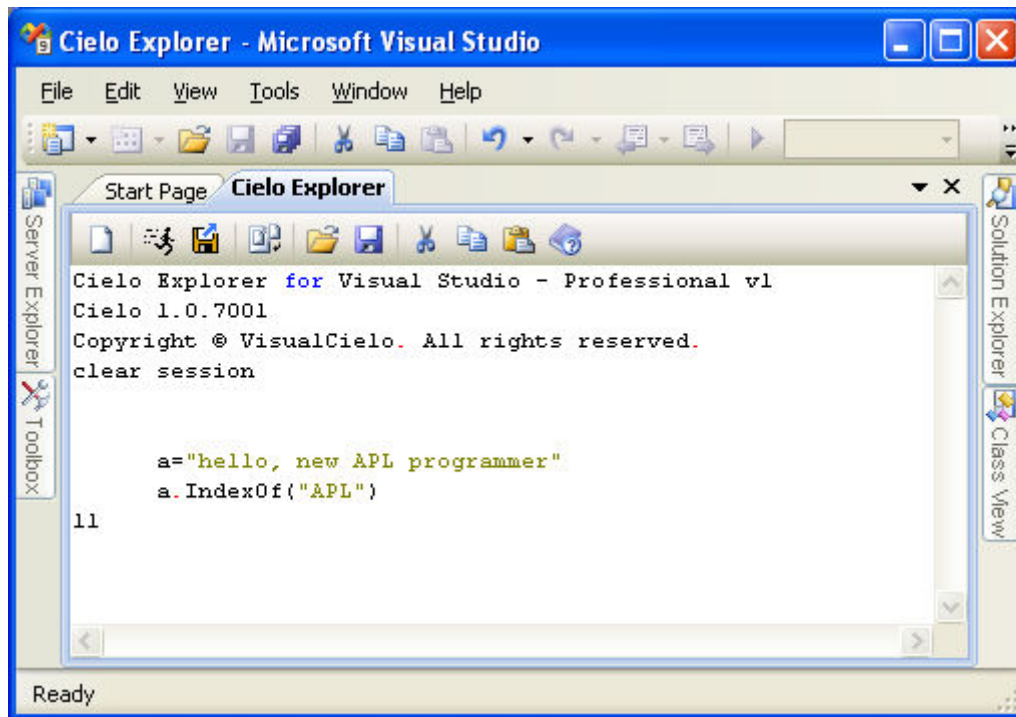 Cielo Explorer - Microsoft Visual Studio
File Edit View Tools Window Help
Start Page Cielo Explorer
Server Explorer
Toolbox
Cielo Explorer for Visual Studio - Professional v1
Cielo 1.0.7001
Copyright © VisualCielo. All rights reserved.
clear session
a="hello, new APL programmer"
a.IndexOf("APL")
11
Solution Explorer
Class View
Ready